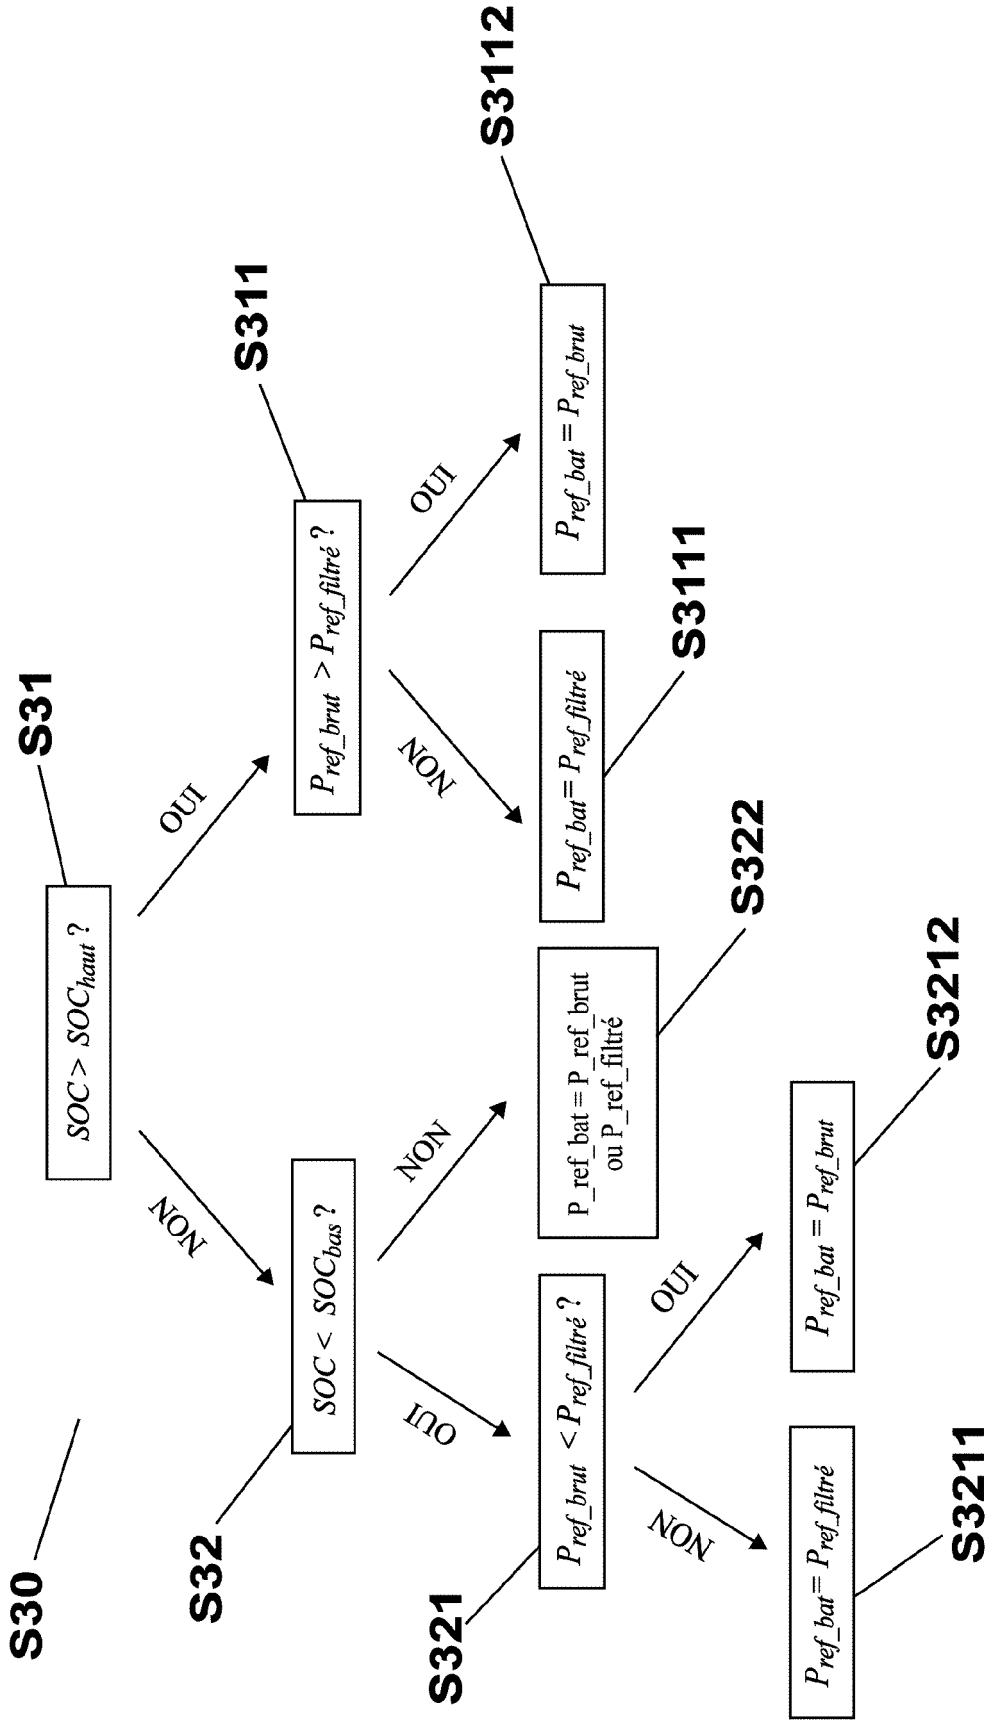 S30
S31
SOC > SOC_haut ?
NON
OUI
S32
SOC < SOC_bas ?
S311
P_ref_brut > P_ref_filtré ?
OUI
NON
NON
OUI
S321
P_ref_brut < P_ref_filtré ?
P_ref_bat = P_ref_brut
ou P_ref_filtré
S322
P_ref_bat = P_ref_filtré
S3111
P_ref_bat = P_ref_brut
S3112
NON
OUI
P_ref_bat = P_ref_filtré
S3211
P_ref_bat = P_ref_brut
S3212